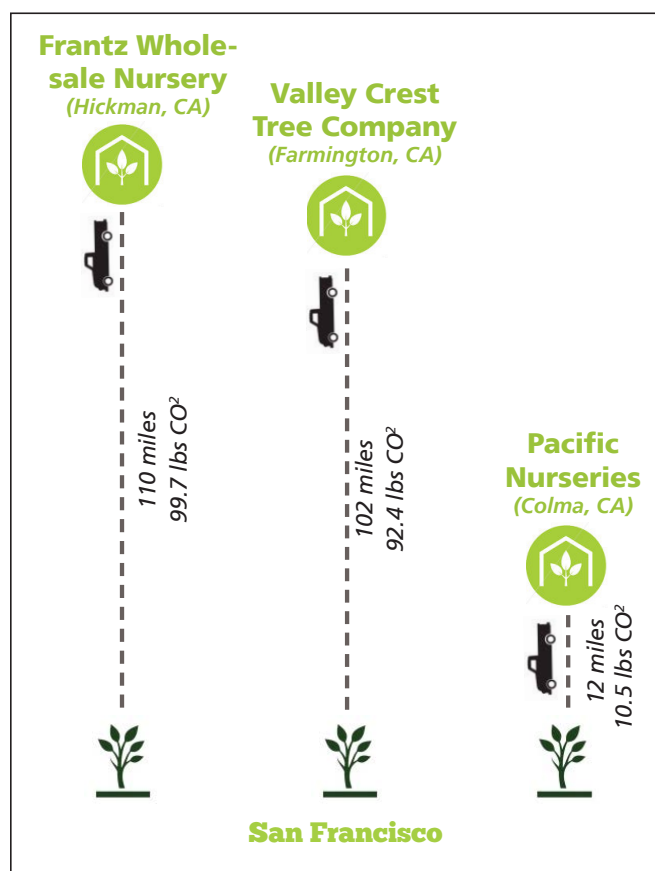 Frantz Whole-
sale Nursery
(Hickman, CA)
110 miles
99.7 lbs CO²
Valley Crest
Tree Company
(Farmington, CA)
102 miles
92.4 lbs CO²
Pacific
Nurseries
(Colma, CA)
12 miles
10.5 lbs CO²
San Francisco